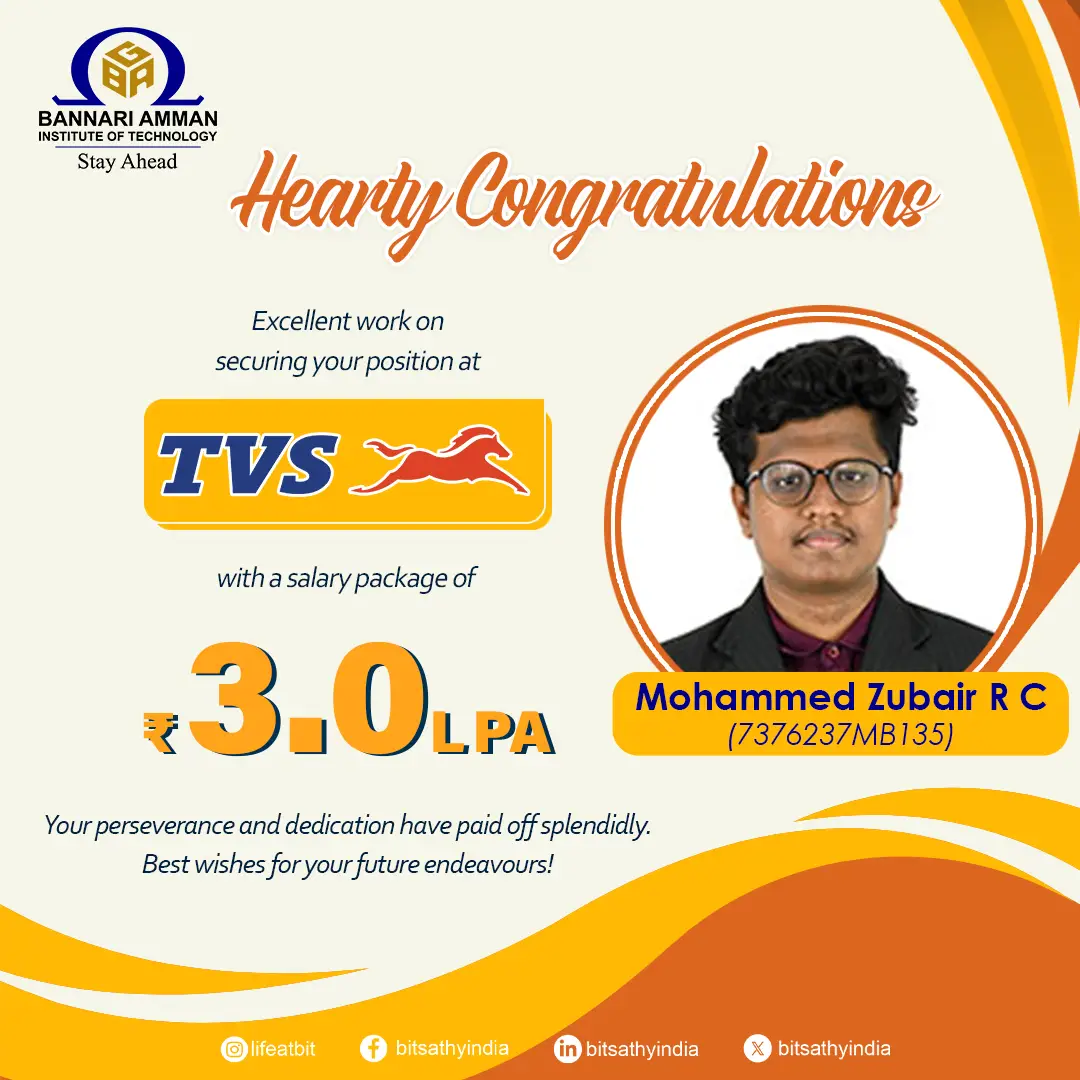 GBA
BANNARI AMMAN
INSTITUTE OF TECHNOLOGY
Stay Ahead
Hearty Congratulations
Excellent work on
securing your position at
TVS
with a salary package of
₹3.0LPA
Mohammed Zubair R C
(7376237MB135)
Your perseverance and dedication have paid off splendidly.
Best wishes for your future endeavours!
lifeatbit bitsathyindia bitsathyindia bitsathyindia